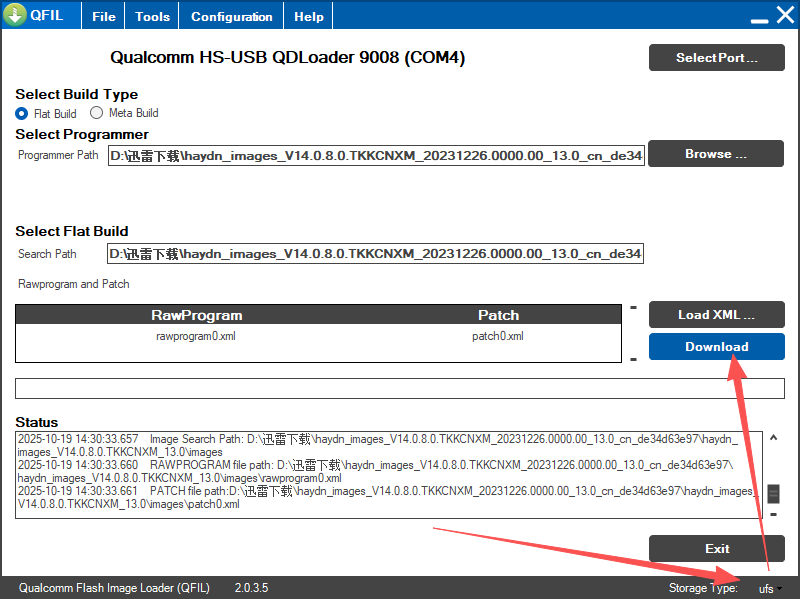 QFIL File Tools Configuration Help
Qualcomm HS-USB QDLoader 9008 (COM4)
Select Port ...
Select Build Type
Flat Build Meta Build
Select Programmer
Programmer Path D:\迅雷下载\haydn_images_V14.0.8.0.TKKCNXM_20231226.0000.00_13.0_cn_de34 Browse ...
Select Flat Build
Search Path D:\迅雷下载\haydn_images_V14.0.8.0.TKKCNXM_20231226.0000.00_13.0_cn_de34
Rawprogram and Patch
RawProgram Patch
Load XML ...
rawprogram0.xml patch0.xml
Download
Status
2025-10-19 14:30:33.657 Image Search Path: D:\迅雷下载\haydn_images_V14.0.8.0.TKKCNXM_20231226.0000.00_13.0_cn_de34d63e97\haydn_
images_V14.0.8.0.TKKCNXM_13.0\images
2025-10-19 14:30:33.660 RAWPROGRAM file path: D:\迅雷下载\haydn_images_V14.0.8.0.TKKCNXM_20231226.0000.00_13.0_cn_de34d63e97\
haydn_images_V14.0.8.0.TKKCNXM_13.0\images\rawprogram0.xml
2025-10-19 14:30:33.661 PATCH file path:D:\迅雷下载\haydn_images_V14.0.8.0.TKKCNXM_20231226.0000.00_13.0_cn_de34d63e97\haydn_images_
V14.0.8.0.TKKCNXM_13.0\images\patch0.xml
Exit
Qualcomm Flash Image Loader (QFIL) 2.0.3.5 Storage Type: ufs